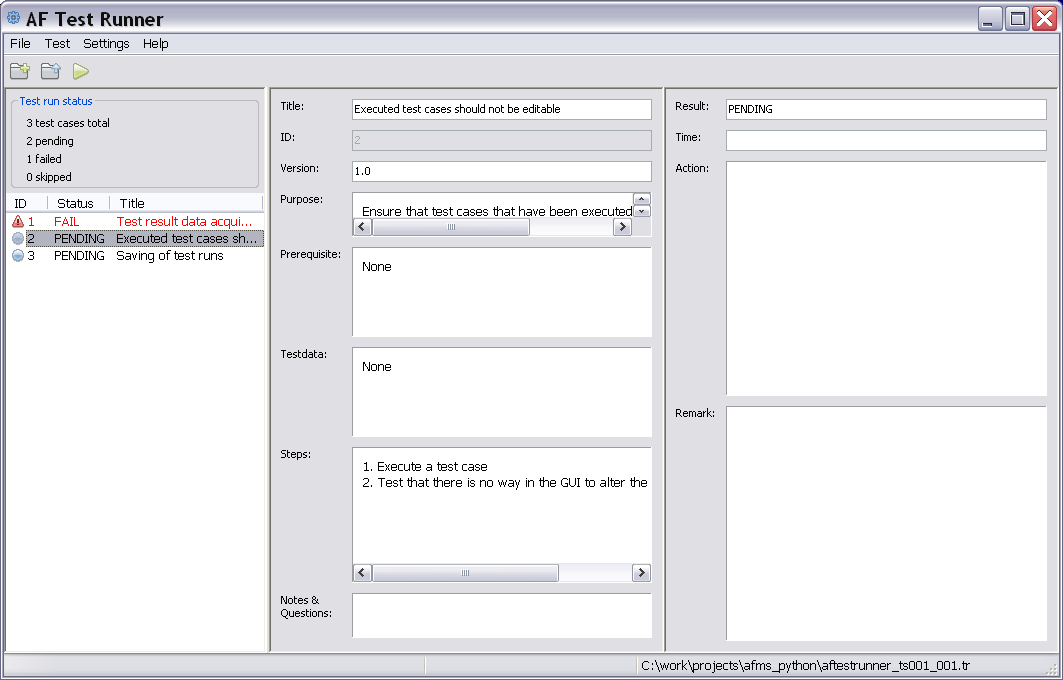 AF Test Runner
File Test Settings Help
Test run status
3 test cases total
2 pending
1 failed
0 skipped
ID Status Title
1 FAIL Test result data acqui...
2 PENDING Executed test cases sh...
3 PENDING Saving of test runs
Title: Executed test cases should not be editable
ID: 2
Version: 1.0
Purpose: Ensure that test cases that have been executed
Prerequisite: None
Testdata: None
Steps: 1. Execute a test case
2. Test that there is no way in the GUI to alter the
Notes &
Questions:
Result: PENDING
Time:
Action:
Remark:
C:\work\projects\afms_python\aftestrunner_ts001_001.tr